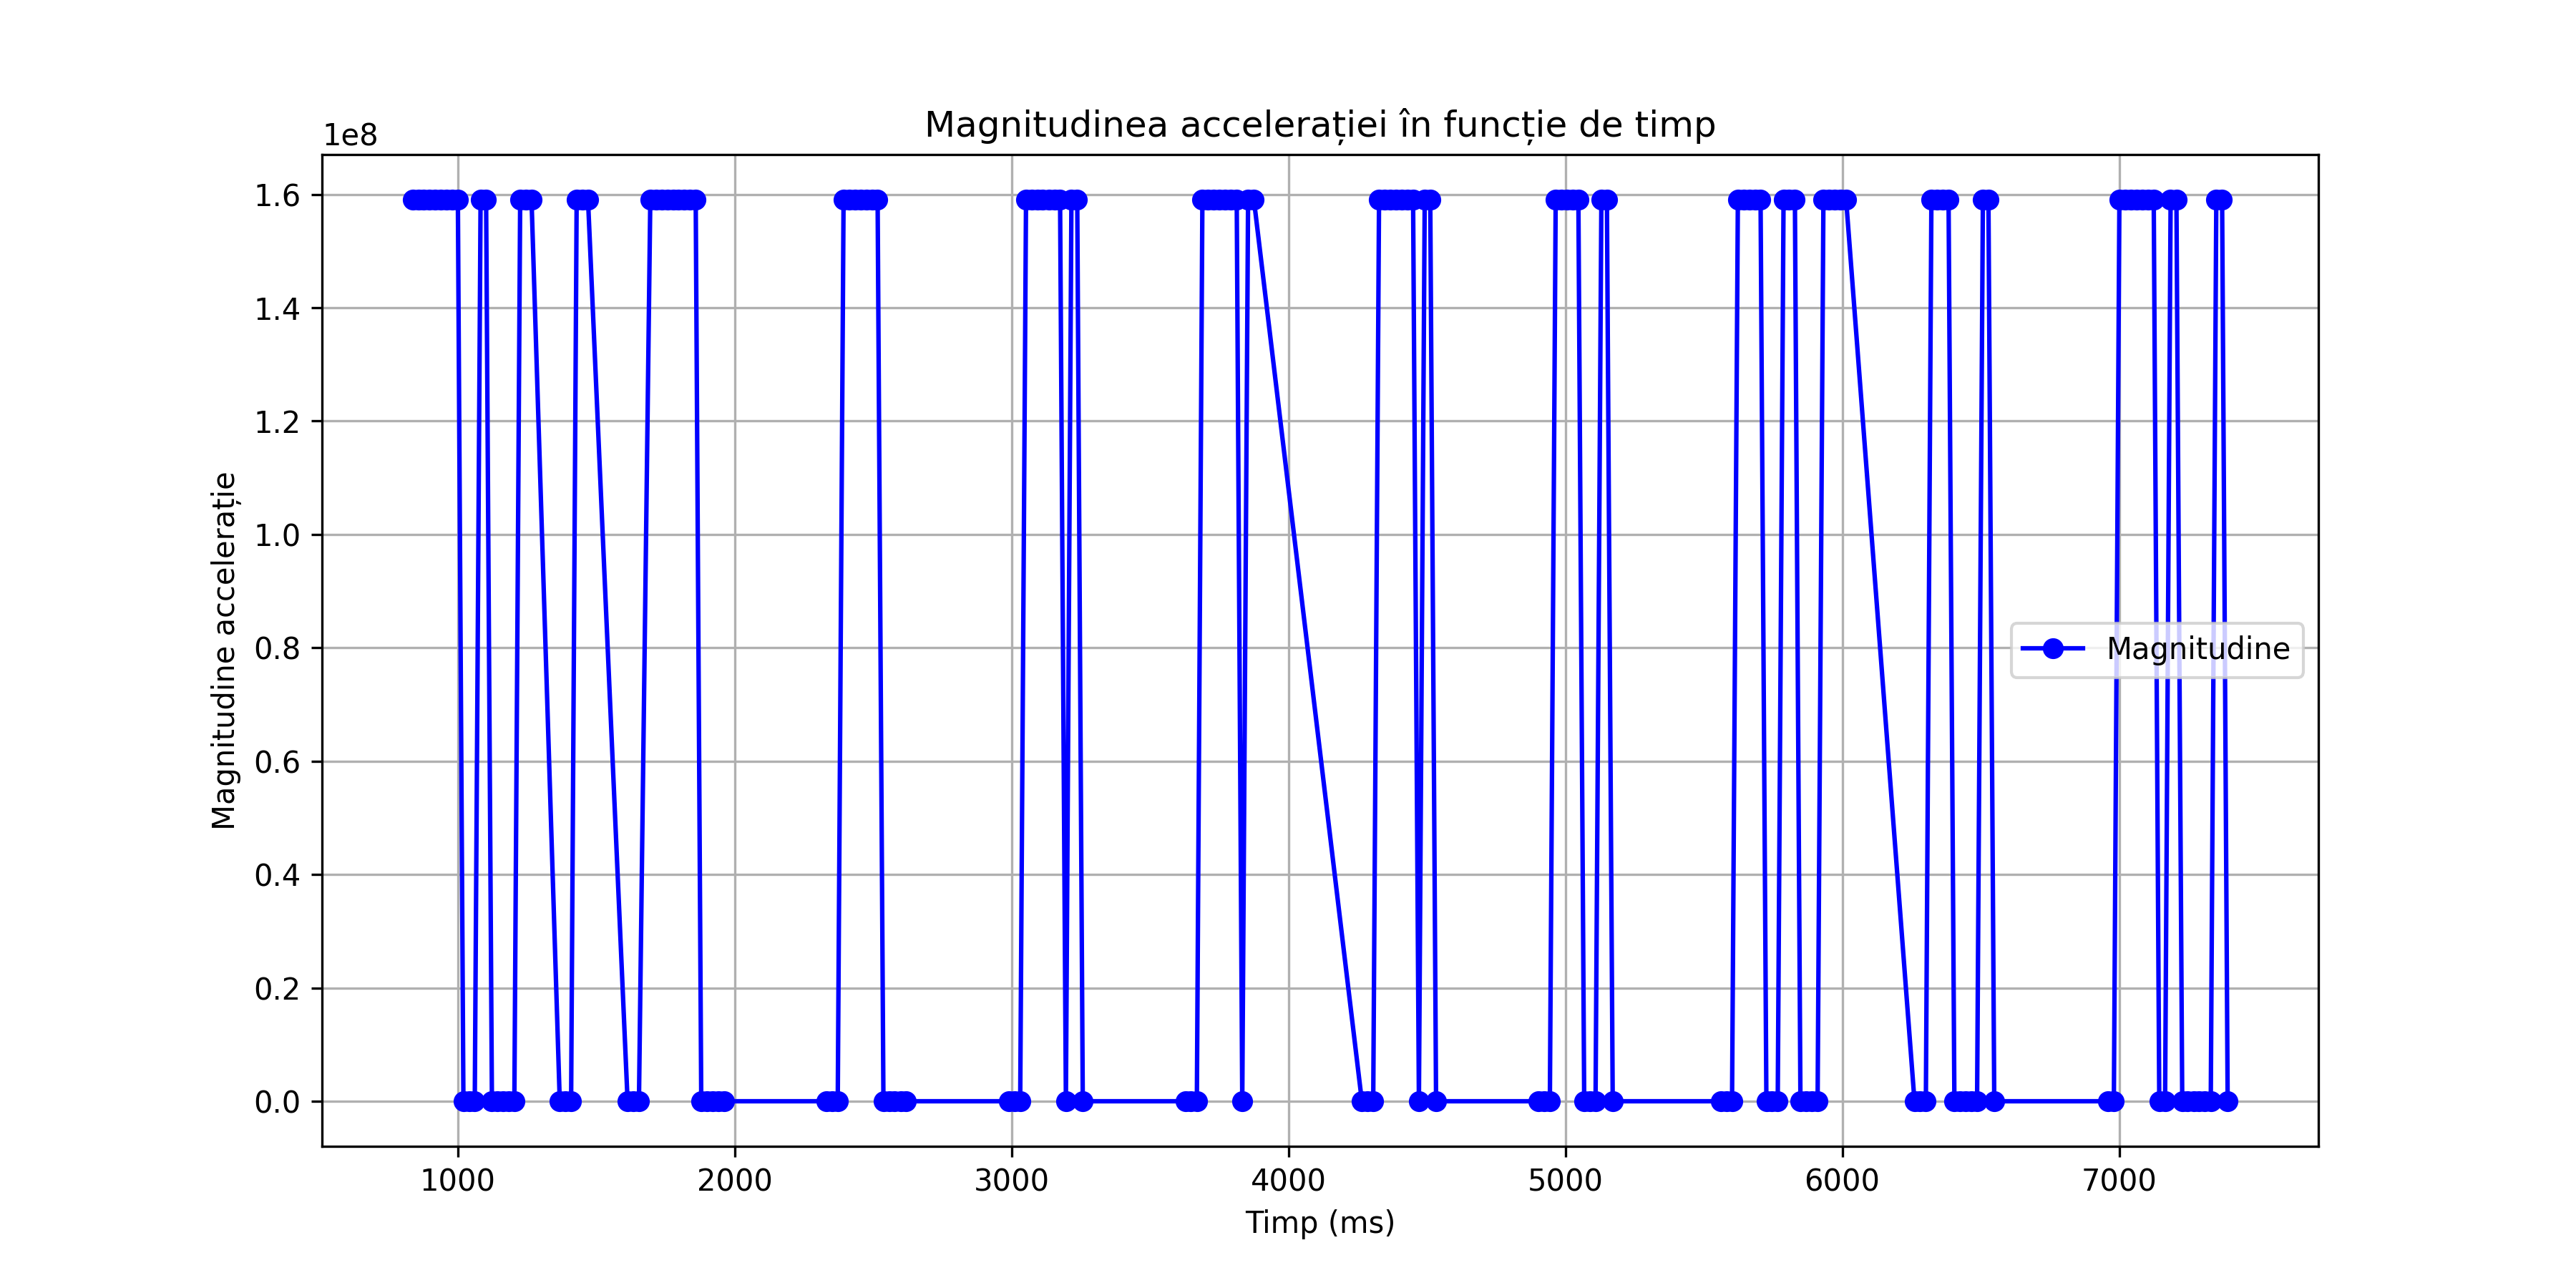 Magnitudinea accelerației în funcție de timp
1e8
1.6
1.4
1.2
1.0
0.8
0.6
0.4
0.2
0.0
Magnitudine accelerație
Magnitudine
1000 2000 3000 4000 5000 6000 7000
Timp (ms)